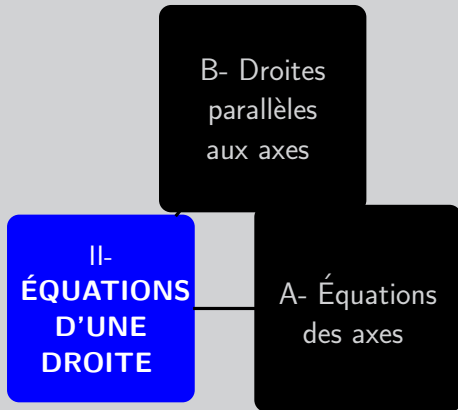 B- Droites
parallèles
aux axes
II-
ÉQUATIONS
D'UNE
DROITE
A- Équations
des axes